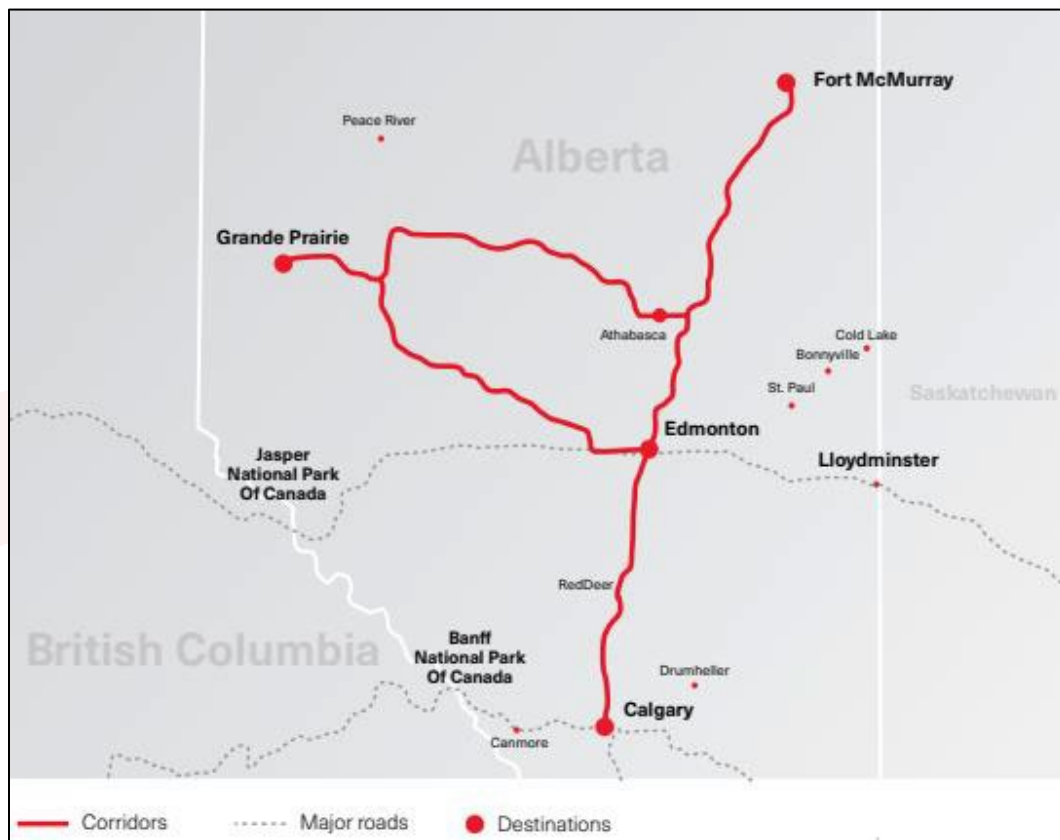 Fort McMurray
Peace River
Alberta
Grande Prairie
Athabasca
Cold Lake
Bonnyville
St. Paul
Saskatchewan
Edmonton
Lloydminster
Jasper
National Park
Of Canada
RedDeer
British Columbia
Banff
National Park
Of Canada
Drumheller
Calgary
Canmore
Corridors
Major roads
Destinations